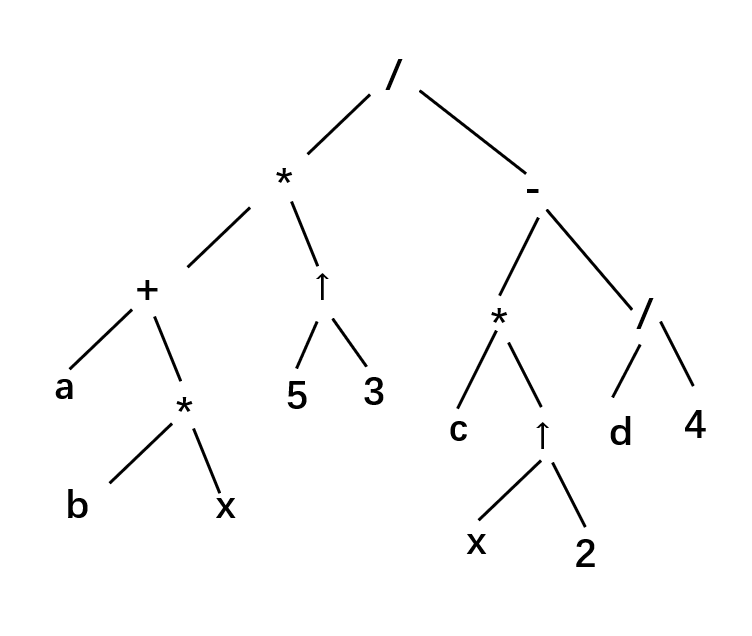 /
* -
+ ↑ * /
a * 5 3 c ↑ d 4
b x x 2